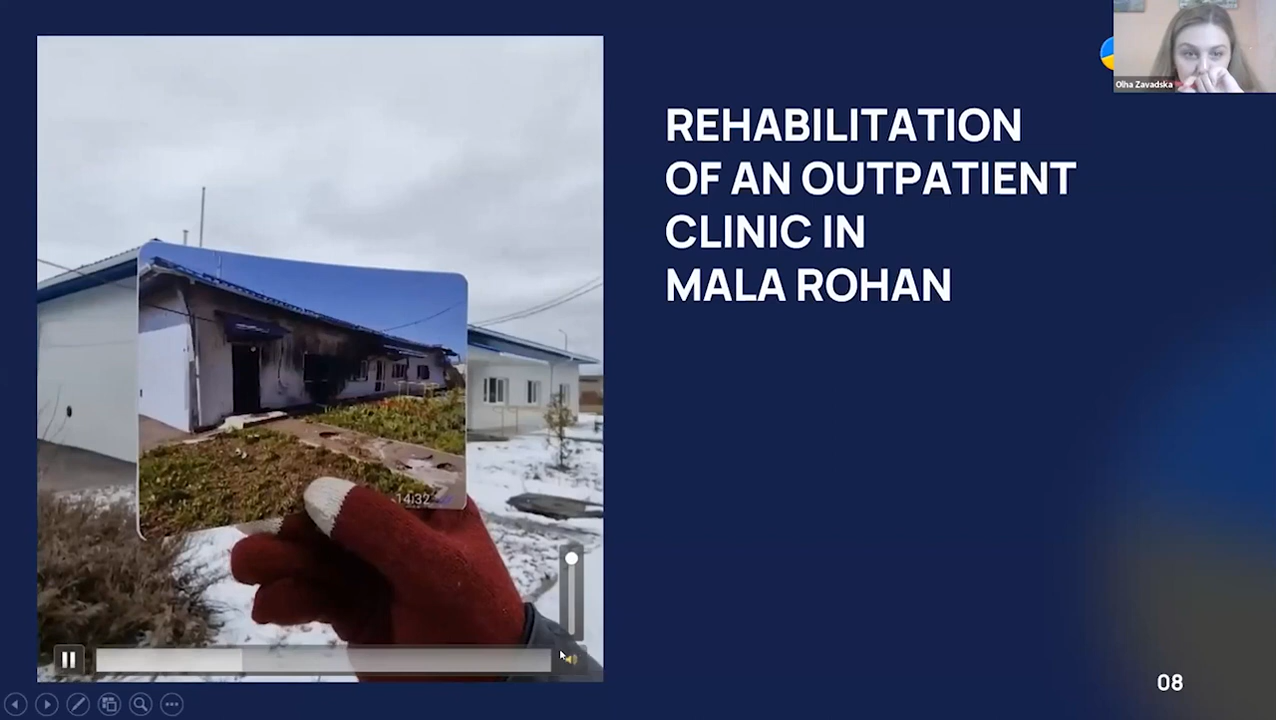 Olha Zavadska
REHABILITATION
OF AN OUTPATIENT
CLINIC IN
MALA ROHAN
14:32
08